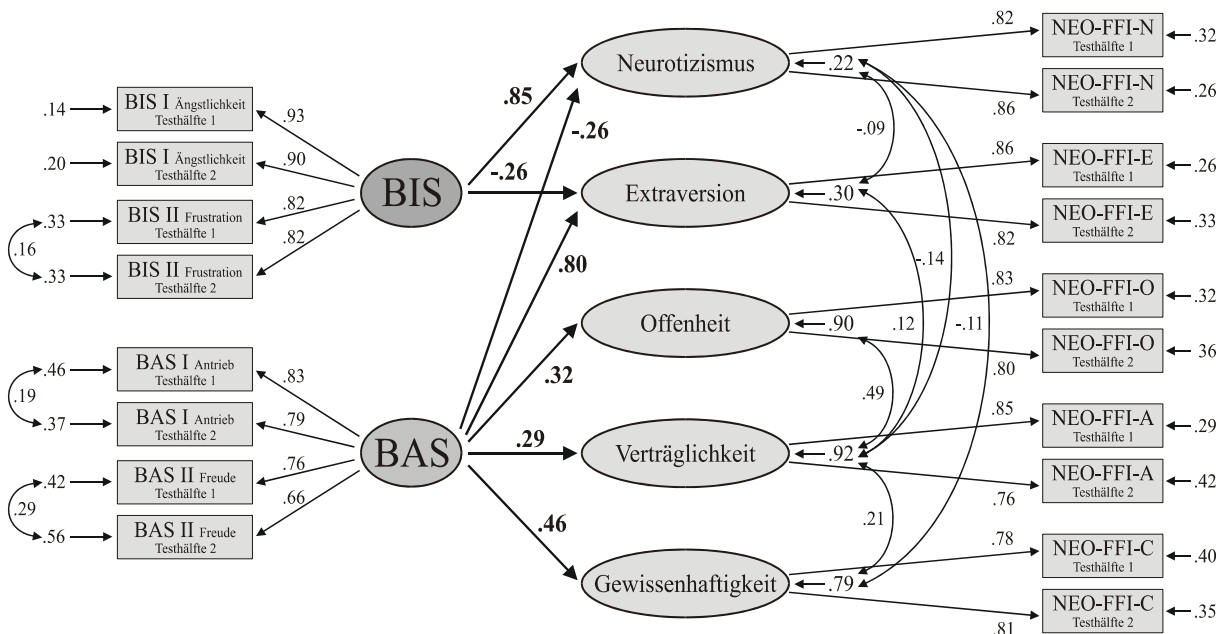 .14
BIS I Ängstlichkeit
Testhälfte 1
.93
.20
BIS I Ängstlichkeit
Testhälfte 2
.90
.33
BIS II Frustration
Testhälfte 1
.82
.16
.33
BIS II Frustration
Testhälfte 2
.82
BIS
.46
BAS I Antrieb
Testhälfte 1
.83
.19
.37
BAS I Antrieb
Testhälfte 2
.79
.42
BAS II Freude
Testhälfte 1
.76
.29
.56
BAS II Freude
Testhälfte 2
.66
BAS
.85
-.26
-.26
.80
.32
.29
.46
Neurotizismus
.22
Extraversion
.30
Offenheit
.90
Verträglichkeit
.92
Gewissenhaftigkeit
.79
-.09
-.14
.12
-.11
.49
.21
.82
NEO-FFI-N
Testhälfte 1
.32
.86
NEO-FFI-N
Testhälfte 2
.26
.86
NEO-FFI-E
Testhälfte 1
.26
.82
NEO-FFI-E
Testhälfte 2
.33
.83
NEO-FFI-O
Testhälfte 1
.32
.80
NEO-FFI-O
Testhälfte 2
.36
.85
NEO-FFI-A
Testhälfte 1
.29
.76
NEO-FFI-A
Testhälfte 2
.42
.78
NEO-FFI-C
Testhälfte 1
.40
.81
NEO-FFI-C
Testhälfte 2
.35